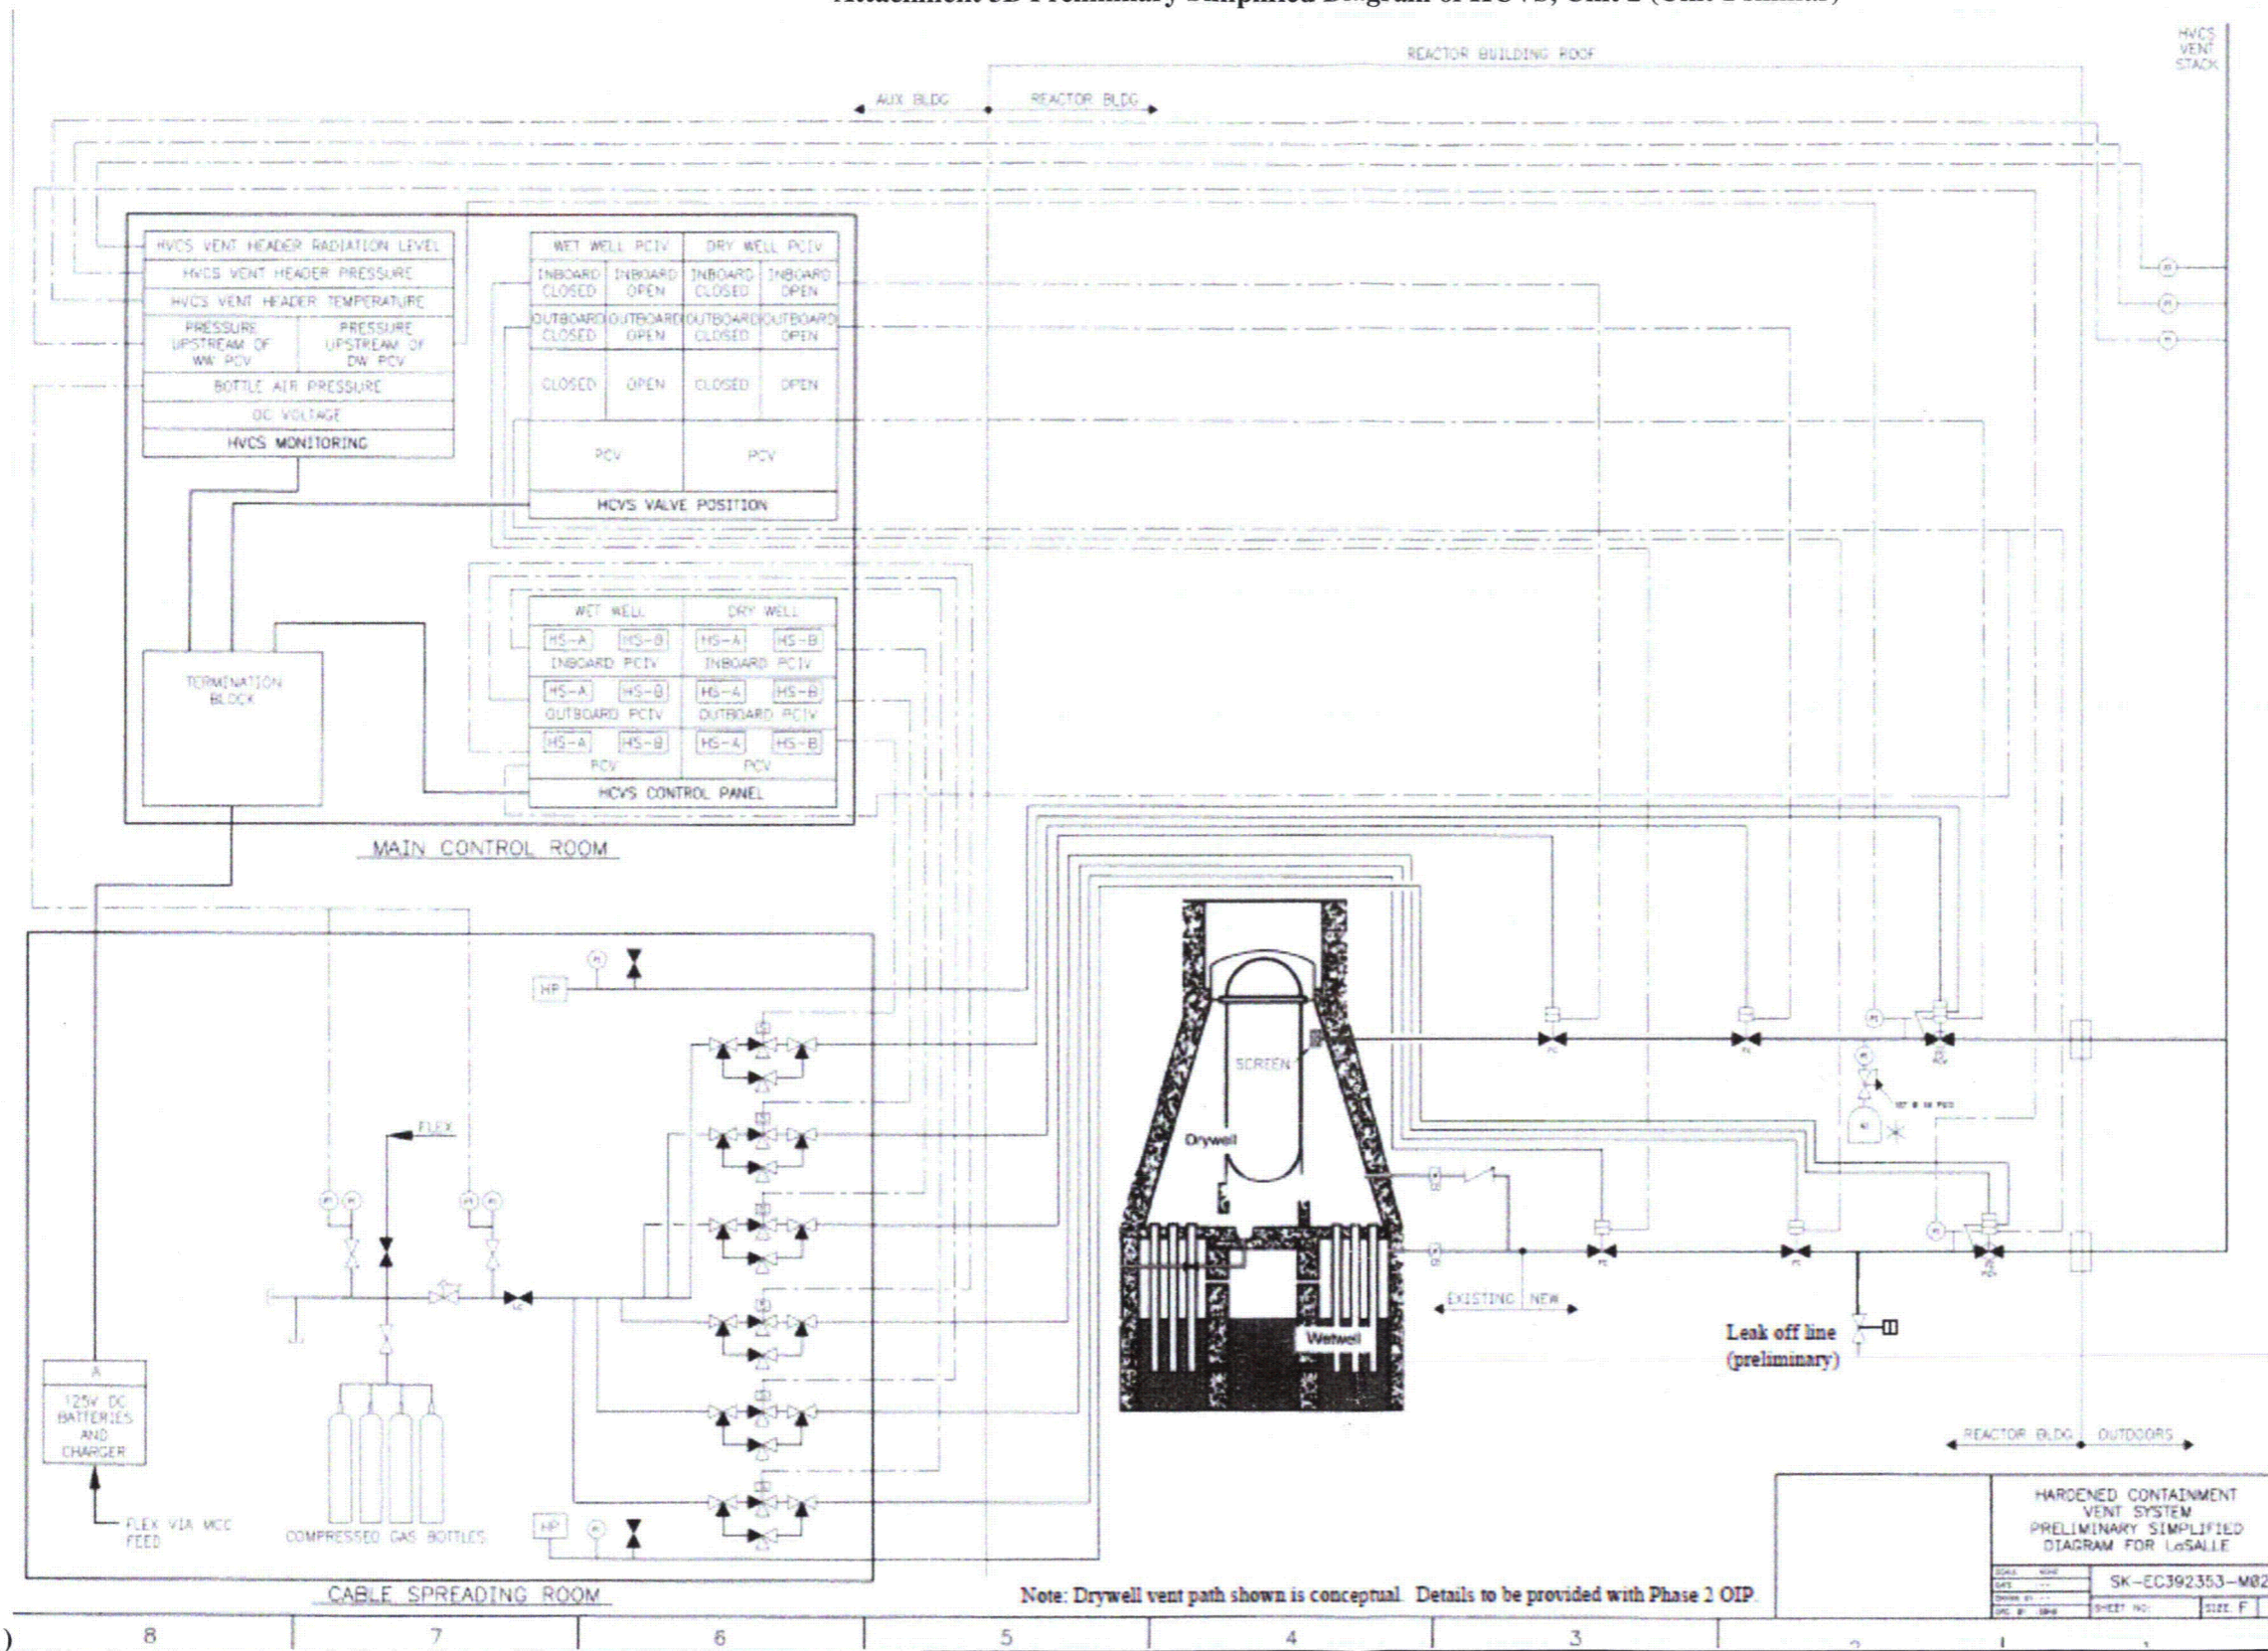 REACTOR BUILDING ROOF
HVCS
VENT
STACK
AUX BLDG
REACTOR BLDG
HVCS VENT HEADER RADIATION LEVEL
HVCS VENT HEADER PRESSURE
HVCS VENT HEADER TEMPERATURE
PRESSURE
UPSTREAM OF
WW PCV
PRESSURE
UPSTREAM OF
DW PCV
BOTTLE AIR PRESSURE
DC VOLTAGE
HVCS MONITORING
WET WELL PCIV
DRY WELL PCIV
INBOARD
CLOSED
INBOARD
OPEN
INBOARD
CLOSED
INBOARD
OPEN
OUTBOARD
CLOSED
OUTBOARD
OPEN
OUTBOARD
CLOSED
OUTBOARD
OPEN
CLOSED
OPEN
CLOSED
OPEN
PCV
PCV
HCVS VALVE POSITION
WET WELL
DRY WELL
HS-A
HS-B
HS-A
HS-B
INBOARD PCIV
INBOARD PCIV
HS-A
HS-B
HS-A
HS-B
OUTBOARD PCIV
OUTBOARD PCIV
HS-A
HS-B
HS-A
HS-B
PCV
PCV
HCVS CONTROL PANEL
TERMINATION
BLOCK
MAIN CONTROL ROOM
HP
FLEX
A
125V DC
BATTERIES
AND
CHARGER
FLEX VIA MCC
FEED
COMPRESSED GAS BOTTLES
HP
CABLE SPREADING ROOM
SCREEN
Drywell
Wetwell
EXISTING
NEW
Leak off line
(preliminary)
REACTOR BLDG
OUTDOORS
Note: Drywell vent path shown is conceptual. Details to be provided with Phase 2 OIP.
HARDENED CONTAINMENT
VENT SYSTEM
PRELIMINARY SIMPLIFIED
DIAGRAM FOR LaSALLE
SK-EC392353-M02
SHEET NO:
SIZE F
)
8
7
6
5
4
3